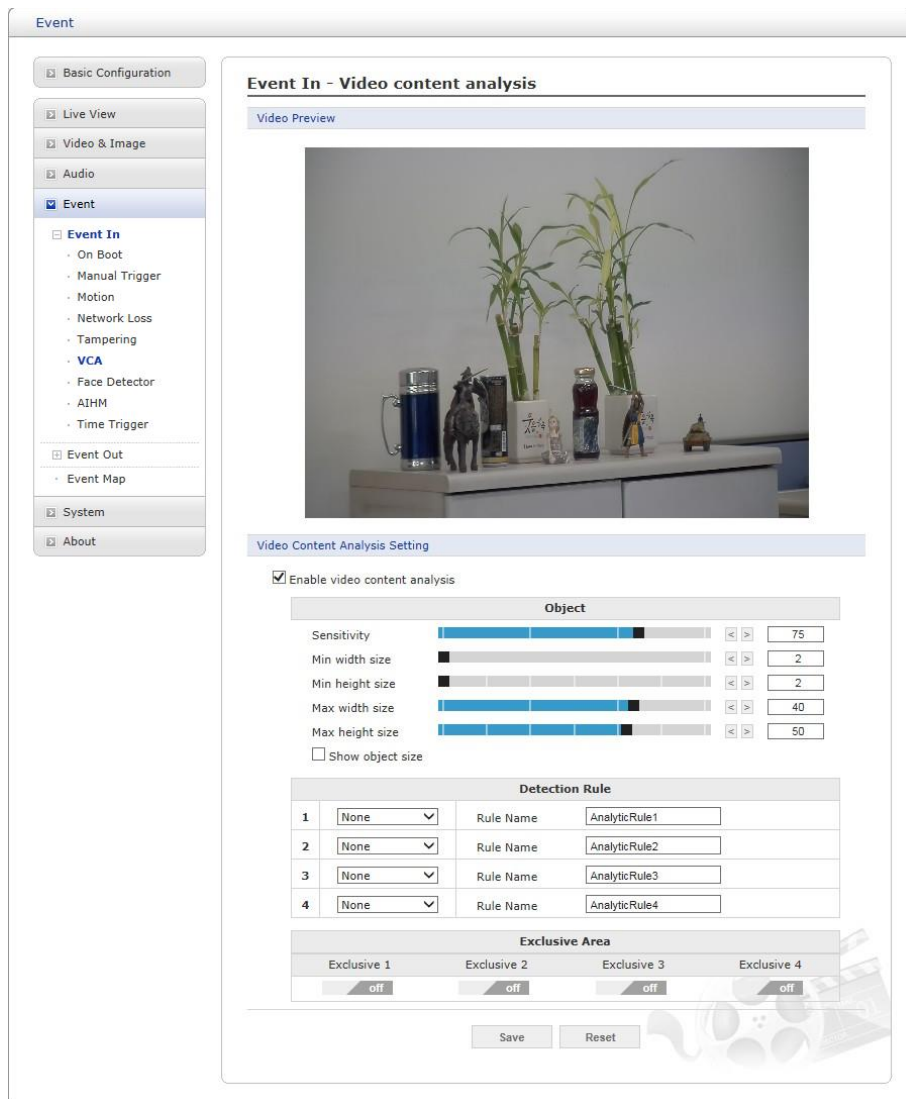 Event
Basic Configuration
Live View
Video & Image
Audio
Event
Event In
On Boot
Manual Trigger
Motion
Network Loss
Tampering
VCA
Face Detector
AIHM
Time Trigger
Event Out
Event Map
System
About
Event In - Video content analysis
Video Preview
Video Content Analysis Setting
Enable video content analysis
Object
Sensitivity < > 75
Min width size < > 2
Min height size < > 2
Max width size < > 40
Max height size < > 50
Show object size
Detection Rule
1 None Rule Name AnalyticRule1
2 None Rule Name AnalyticRule2
3 None Rule Name AnalyticRule3
4 None Rule Name AnalyticRule4
Exclusive Area
Exclusive 1 Exclusive 2 Exclusive 3 Exclusive 4
off off off off
Save Reset